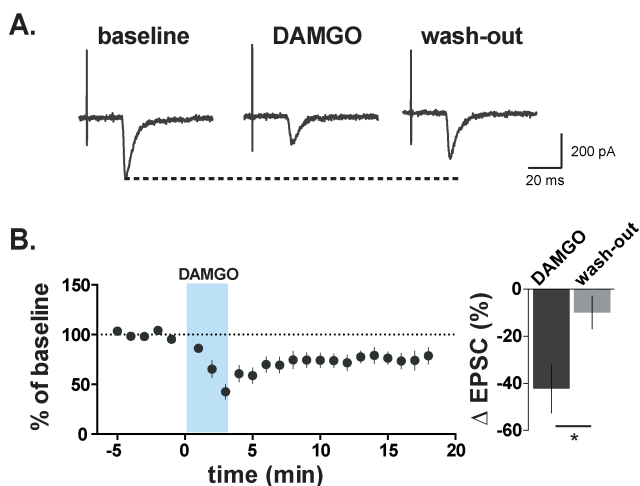 A.
baseline
DAMGO
wash-out
200 pA
20 ms
B.
DAMGO
% of baseline
150
100
50
0
-5
0
5
10
15
20
time (min)
DAMGO
wash-out
Δ EPSC (%)
0
-20
-40
-60
*